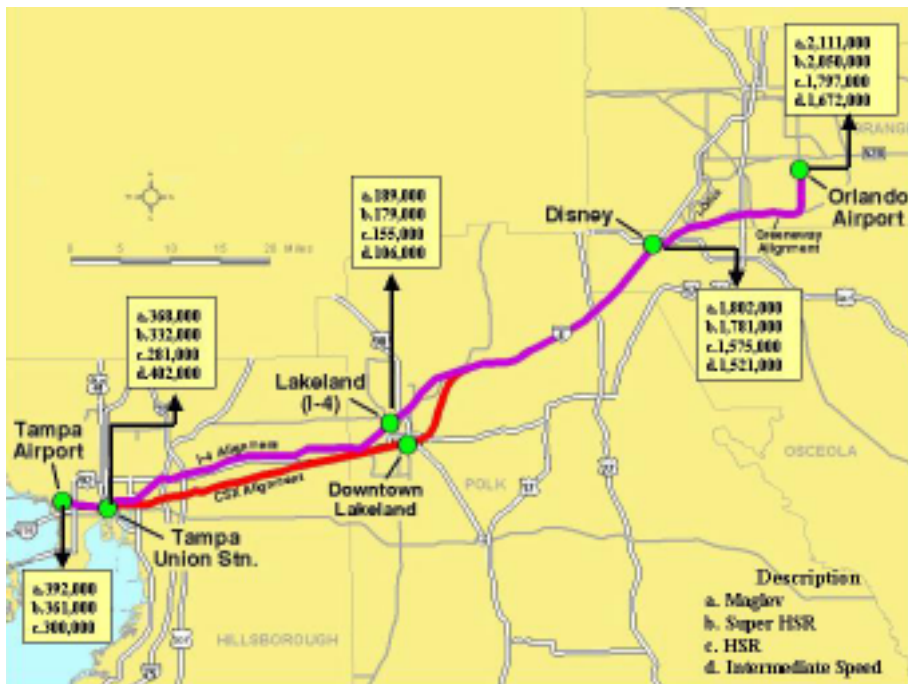 a.2,111,000
b.2,050,000
c.1,797,000
d.1,672,000
ORANGE
Orlando
Airport
Greeneway
Alignment
Disney
a.189,000
b.179,000
c.155,000
d.106,000
0 5 10 15 20 Miles
a.1,802,000
b.1,781,000
c.1,575,000
d.1,521,000
a.368,000
b.332,000
c.281,000
d.402,000
Lakeland
(I-4)
Tampa
Airport
I-4 Alignment
CSX Alignment
Downtown
Lakeland
POLK
OSCEOLA
Tampa
Union Stn.
a.392,000
b.361,000
c.300,000
HILLSBOROUGH
Description
a. Maglev
b. Super HSR
c. HSR
d. Intermediate Speed